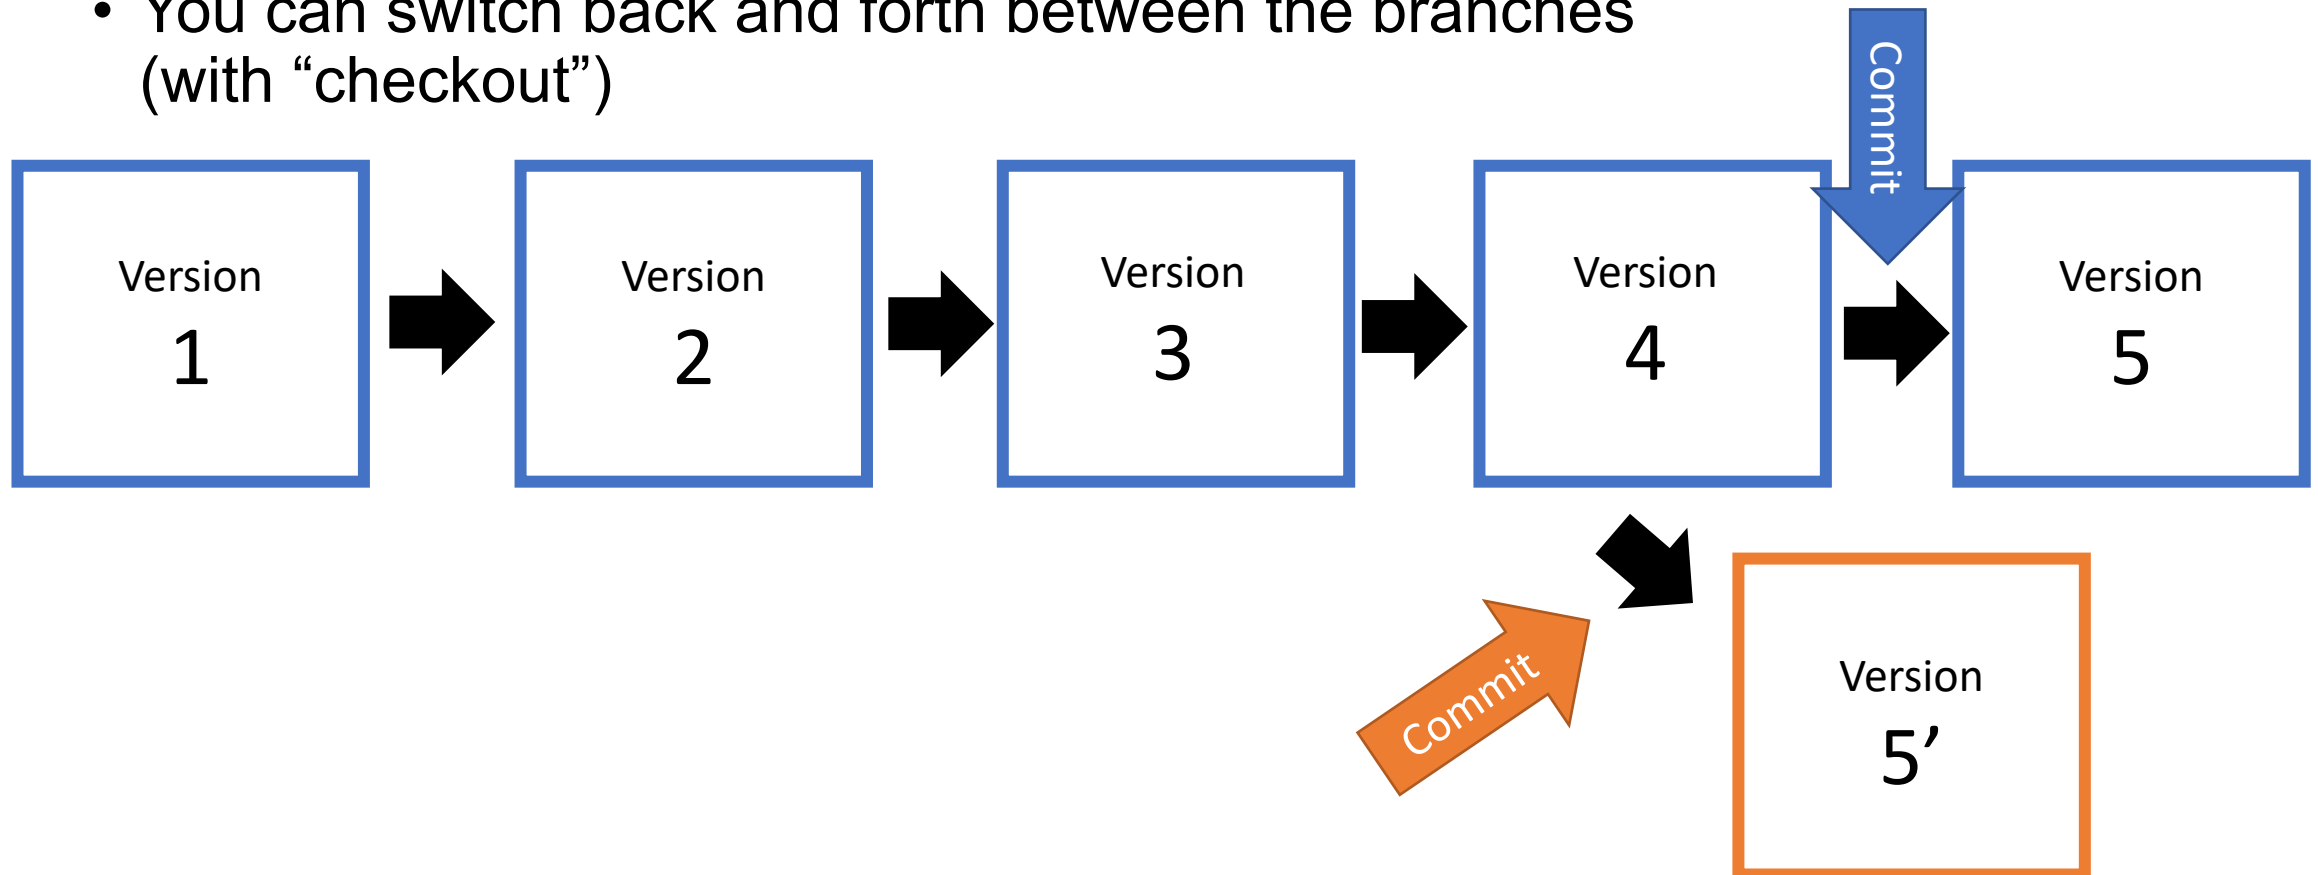 • You can switch back and forth between the branches
(with “checkout”)
Commit
Version
1
Version
2
Version
3
Version
4
Version
5
Commit
Version
5’